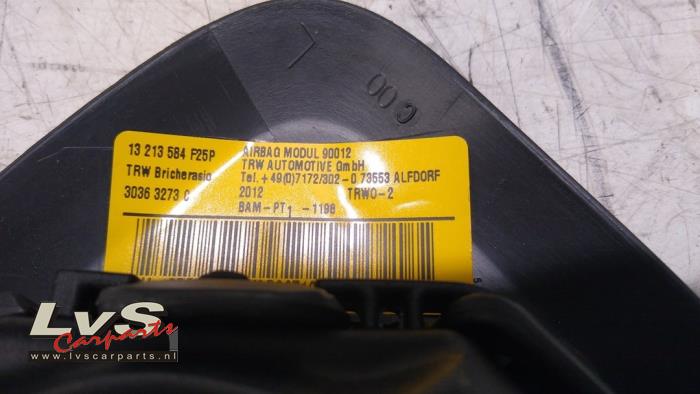 L
C 00
13 213 584 F25P
AIRBAG MODUL 90012
TRW AUTOMOTIVE GmbH
TRW Bricherasio
Tel. +49(0)7172/302-0 73553 ALFDORF
3036 3273 C
2012 TRWO-2
BAM-PT1 -1198
LvS
Carparts
www.lvscarparts.nl